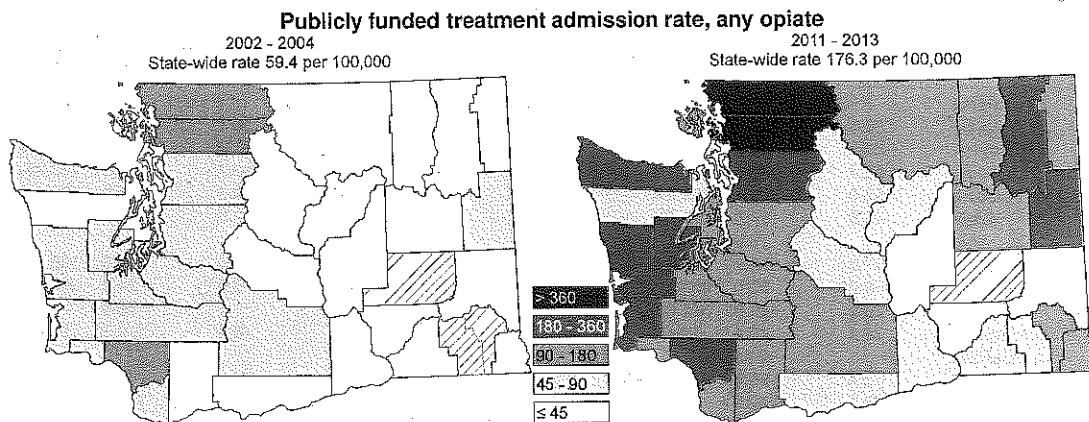 Publicly funded treatment admission rate, any opiate
2002 - 2004
State-wide rate 59.4 per 100,000
2011 - 2013
State-wide rate 176.3 per 100,000
> 360
180 - 360
90 - 180
45 - 90
≤ 45